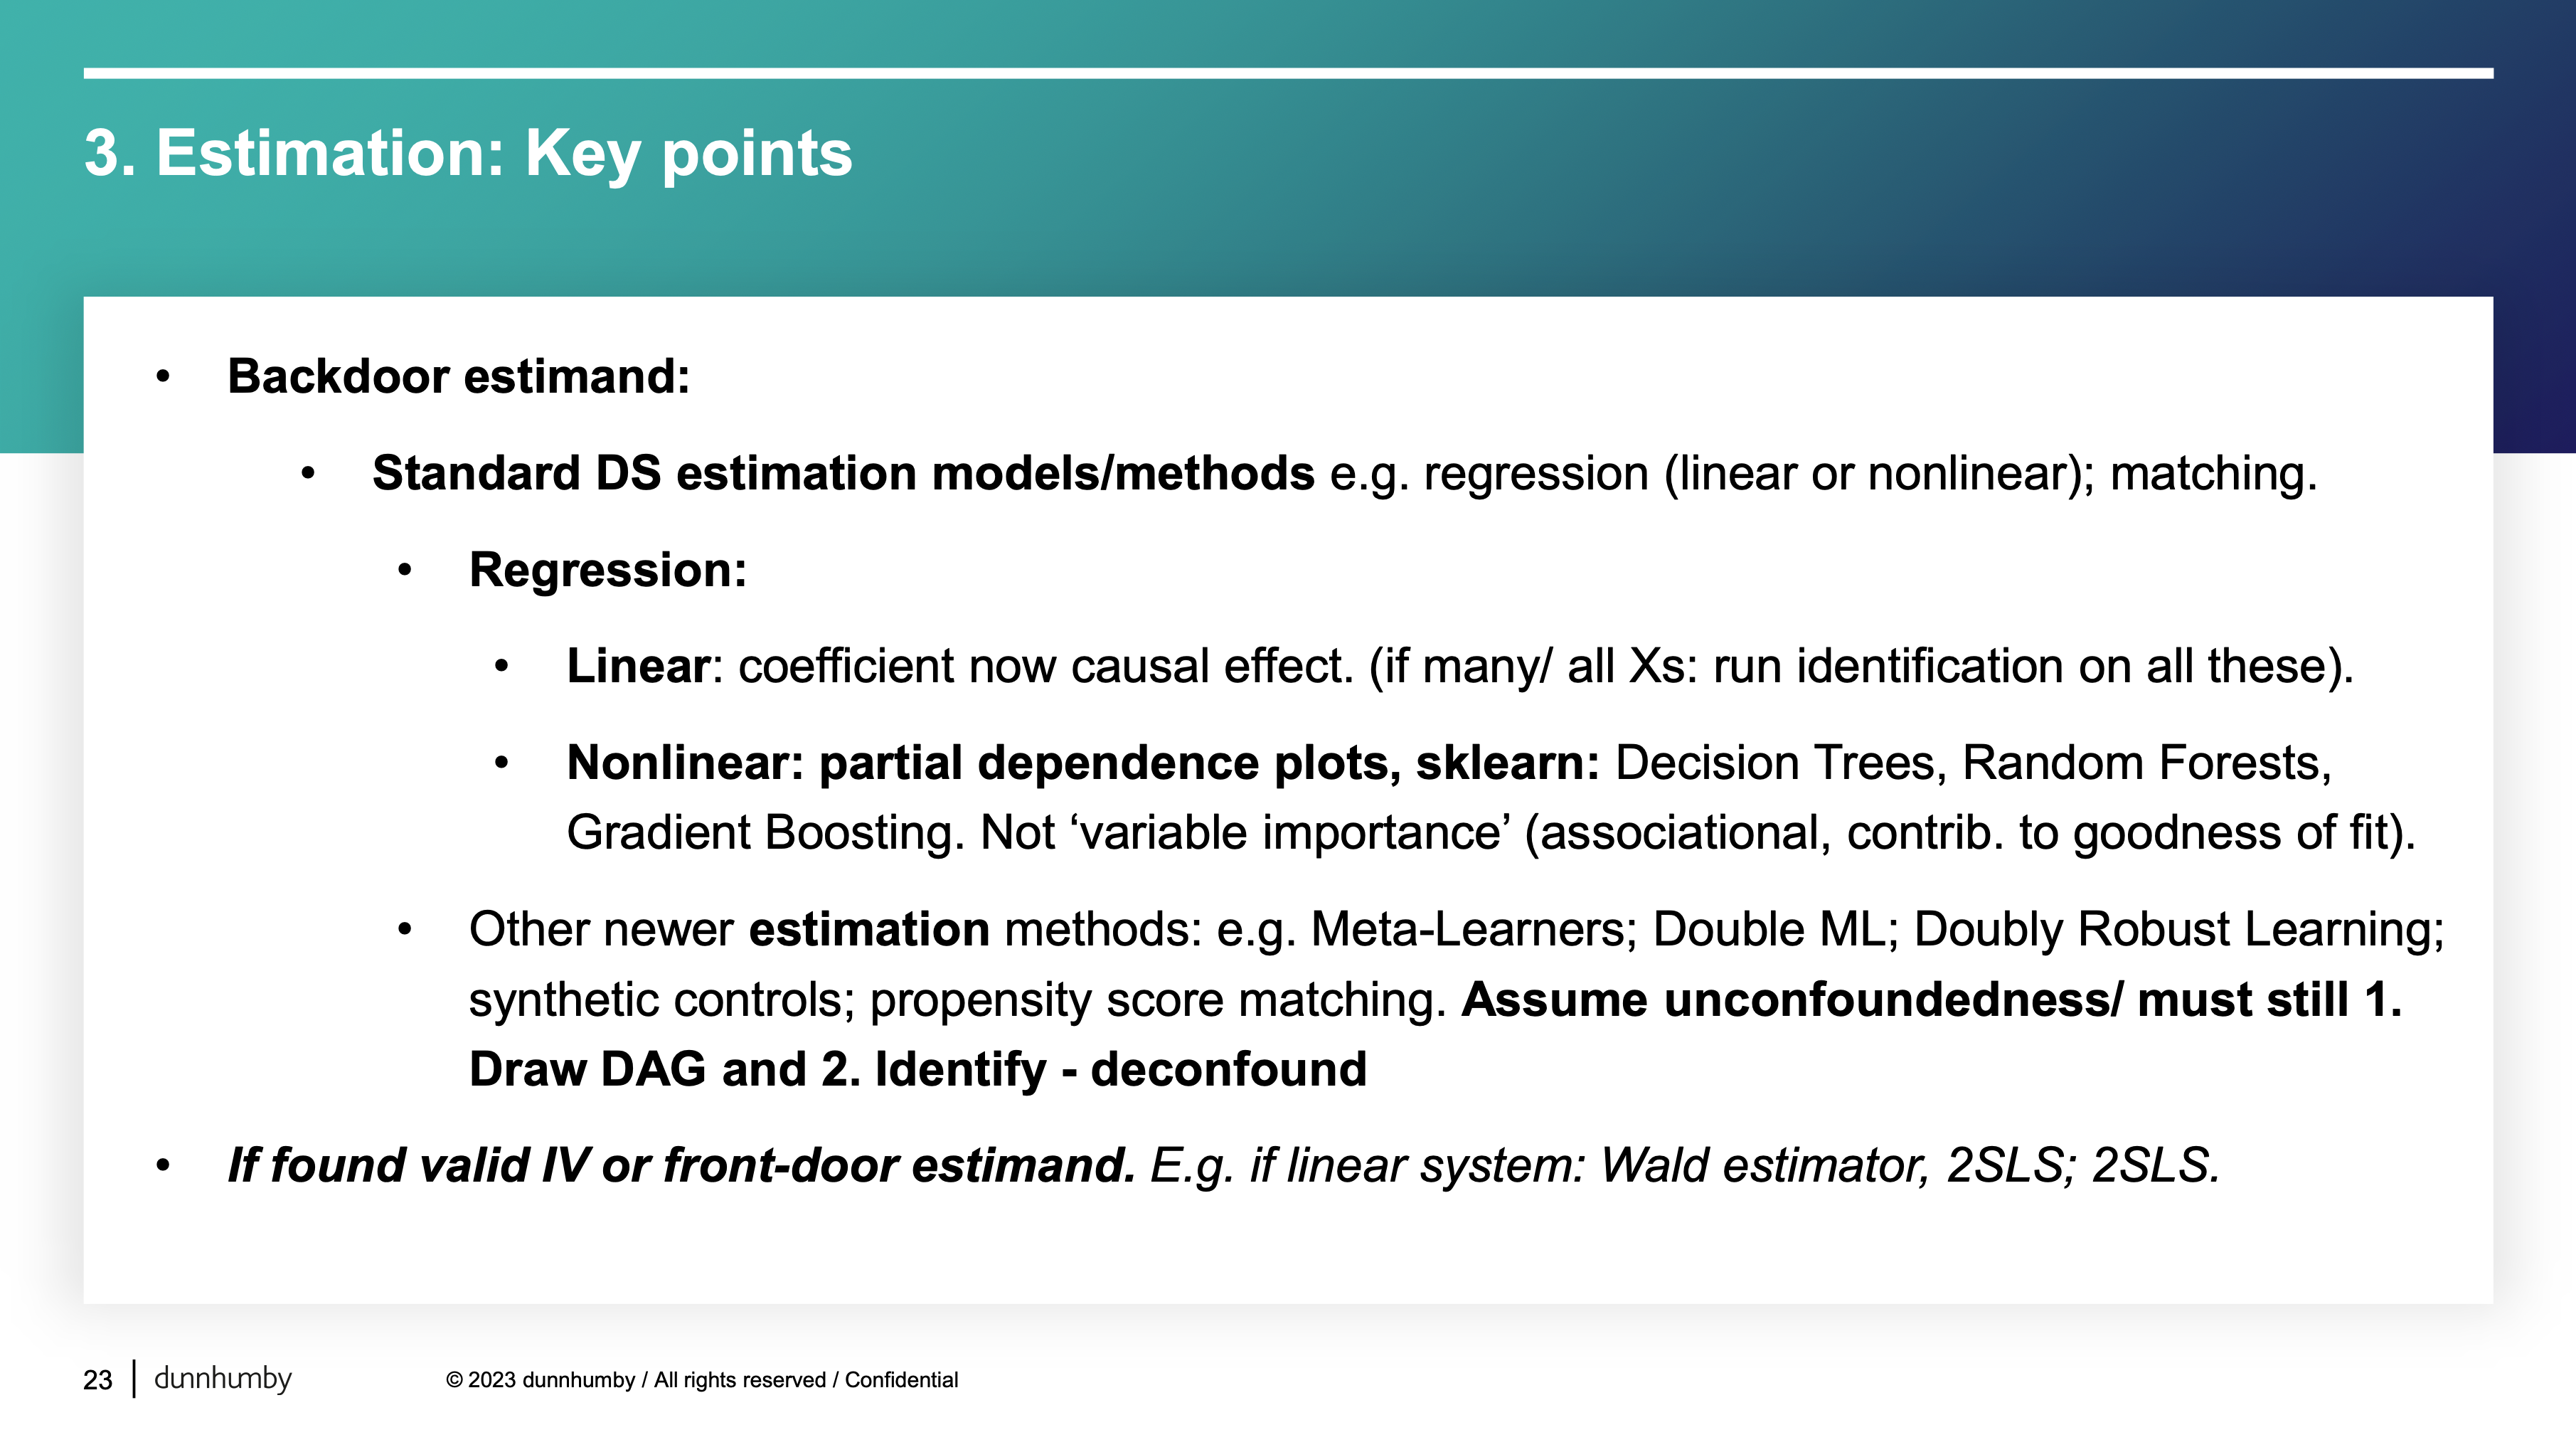 3. Estimation: Key points
• Backdoor estimand:
• Standard DS estimation models/methods e.g. regression (linear or nonlinear); matching.
• Regression:
• Linear: coefficient now causal effect. (if many/ all Xs: run identification on all these).
• Nonlinear: partial dependence plots, sklearn: Decision Trees, Random Forests,
Gradient Boosting. Not ‘variable importance’ (associational, contrib. to goodness of fit).
• Other newer estimation methods: e.g. Meta-Learners; Double ML; Doubly Robust Learning;
synthetic controls; propensity score matching. Assume unconfoundedness/ must still 1.
Draw DAG and 2. Identify - deconfound
• If found valid IV or front-door estimand. E.g. if linear system: Wald estimator, 2SLS; 2SLS.
23 | dunnhumby © 2023 dunnhumby / All rights reserved / Confidential